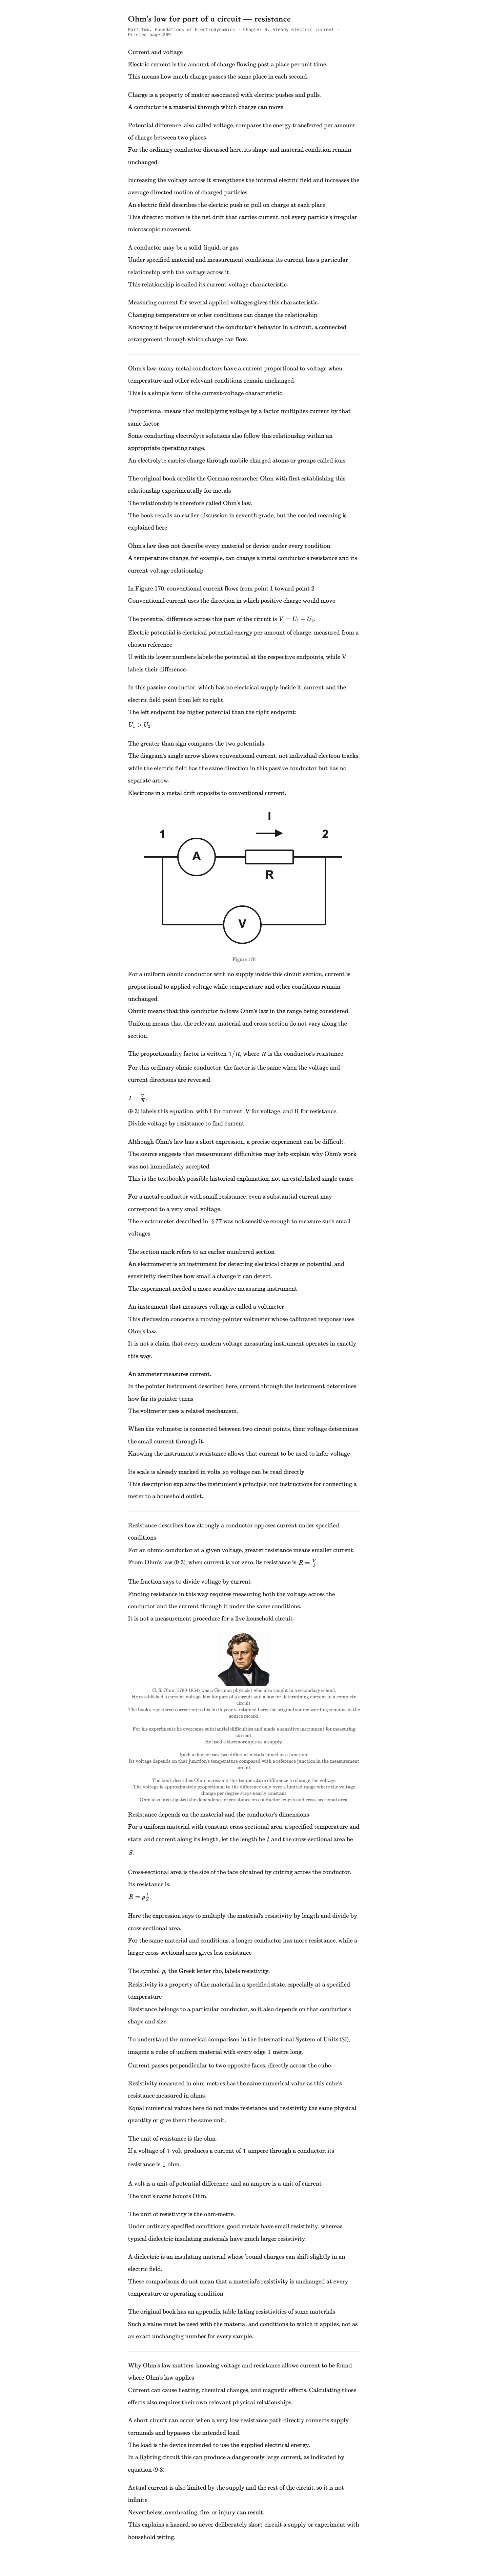 Ohm's law for part of a circuit — resistance
Part Two, Foundations of Electrodynamics · Chapter 9, Steady electric current ·
Printed page 209
Current and voltage
Electric current is the amount of charge flowing past a place per unit time.
This means how much charge passes the same place in each second.
Charge is a property of matter associated with electric pushes and pulls.
A conductor is a material through which charge can move.
Potential difference, also called voltage, compares the energy transferred per amount
of charge between two places.
For the ordinary conductor discussed here, its shape and material condition remain
unchanged.
Increasing the voltage across it strengthens the internal electric field and increases the
average directed motion of charged particles.
An electric field describes the electric push or pull on charge at each place.
This directed motion is the net drift that carries current, not every particle's irregular
microscopic movement.
A conductor may be a solid, liquid, or gas.
Under specified material and measurement conditions, its current has a particular
relationship with the voltage across it.
This relationship is called its current-voltage characteristic.
Measuring current for several applied voltages gives this characteristic.
Changing temperature or other conditions can change the relationship.
Knowing it helps us understand the conductor's behavior in a circuit, a connected
arrangement through which charge can flow.
Ohm's law: many metal conductors have a current proportional to voltage when
temperature and other relevant conditions remain unchanged.
This is a simple form of the current-voltage characteristic.
Proportional means that multiplying voltage by a factor multiplies current by that
same factor.
Some conducting electrolyte solutions also follow this relationship within an
appropriate operating range.
An electrolyte carries charge through mobile charged atoms or groups called ions.
The original book credits the German researcher Ohm with first establishing this
relationship experimentally for metals.
The relationship is therefore called Ohm's law.
The book recalls an earlier discussion in seventh grade, but the needed meaning is
explained here.
Ohm's law does not describe every material or device under every condition.
A temperature change, for example, can change a metal conductor's resistance and its
current-voltage relationship.
In Figure 170, conventional current flows from point 1 toward point 2.
Conventional current uses the direction in which positive charge would move.
The potential difference across this part of the circuit is V = U₁ − U₂.
Electric potential is electrical potential energy per amount of charge, measured from a
chosen reference.
U with its lower numbers labels the potential at the respective endpoints, while V
labels their difference.
In this passive conductor, which has no electrical supply inside it, current and the
electric field point from left to right.
The left endpoint has higher potential than the right endpoint:
U₁ > U₂.
The greater-than sign compares the two potentials.
The diagram's single arrow shows conventional current, not individual electron tracks,
while the electric field has the same direction in this passive conductor but has no
separate arrow.
Electrons in a metal drift opposite to conventional current.
I
1
2
A
R
V
Figure 170
For a uniform ohmic conductor with no supply inside this circuit section, current is
proportional to applied voltage while temperature and other conditions remain
unchanged.
Ohmic means that this conductor follows Ohm's law in the range being considered.
Uniform means that the relevant material and cross-section do not vary along the
section.
The proportionality factor is written 1/R, where R is the conductor's resistance.
For this ordinary ohmic conductor, the factor is the same when the voltage and
current directions are reversed.
I = V/R.
(9-3) labels this equation, with I for current, V for voltage, and R for resistance.
Divide voltage by resistance to find current.
Although Ohm's law has a short expression, a precise experiment can be difficult.
The source suggests that measurement difficulties may help explain why Ohm's work
was not immediately accepted.
This is the textbook's possible historical explanation, not an established single cause.
For a metal conductor with small resistance, even a substantial current may
correspond to a very small voltage.
The electrometer described in § 77 was not sensitive enough to measure such small
voltages.
The section mark refers to an earlier numbered section.
An electrometer is an instrument for detecting electrical charge or potential, and
sensitivity describes how small a change it can detect.
The experiment needed a more sensitive measuring instrument.
An instrument that measures voltage is called a voltmeter.
This discussion concerns a moving-pointer voltmeter whose calibrated response uses
Ohm's law.
It is not a claim that every modern voltage-measuring instrument operates in exactly
this way.
An ammeter measures current.
In the pointer instrument described here, current through the instrument determines
how far its pointer turns.
The voltmeter uses a related mechanism.
When the voltmeter is connected between two circuit points, their voltage determines
the small current through it.
Knowing the instrument's resistance allows that current to be used to infer voltage.
Its scale is already marked in volts, so voltage can be read directly.
This description explains the instrument's principle, not instructions for connecting a
meter to a household outlet.
Resistance describes how strongly a conductor opposes current under specified
conditions.
For an ohmic conductor at a given voltage, greater resistance means smaller current.
From Ohm's law (9-3), when current is not zero, its resistance is R = V/I.
The fraction says to divide voltage by current.
Finding resistance in this way requires measuring both the voltage across the
conductor and the current through it under the same conditions.
It is not a measurement procedure for a live household circuit.
G. S. Ohm (1789-1854) was a German physicist who also taught in a secondary school.
He established a current-voltage law for part of a circuit and a law for determining current in a complete
circuit.
The book's registered correction to his birth year is retained here; the original source wording remains in the
source record.
For his experiments he overcame substantial difficulties and made a sensitive instrument for measuring
current.
He used a thermocouple as a supply.
Such a device uses two different metals joined at a junction.
Its voltage depends on that junction's temperature compared with a reference junction in the measurement
circuit.
The book describes Ohm increasing this temperature difference to change the voltage.
The voltage is approximately proportional to the difference only over a limited range where the voltage
change per degree stays nearly constant.
Ohm also investigated the dependence of resistance on conductor length and cross-sectional area.
Resistance depends on the material and the conductor's dimensions.
For a uniform material with constant cross-sectional area, a specified temperature and
state, and current along its length, let the length be l and the cross-sectional area be
S.
Cross-sectional area is the size of the face obtained by cutting across the conductor.
Its resistance is:
R = ρ l/S.
Here the expression says to multiply the material's resistivity by length and divide by
cross-sectional area.
For the same material and conditions, a longer conductor has more resistance, while a
larger cross-sectional area gives less resistance.
The symbol ρ, the Greek letter rho, labels resistivity.
Resistivity is a property of the material in a specified state, especially at a specified
temperature.
Resistance belongs to a particular conductor, so it also depends on that conductor's
shape and size.
To understand the numerical comparison in the International System of Units (SI),
imagine a cube of uniform material with every edge 1 metre long.
Current passes perpendicular to two opposite faces, directly across the cube.
Resistivity measured in ohm-metres has the same numerical value as this cube's
resistance measured in ohms.
Equal numerical values here do not make resistance and resistivity the same physical
quantity or give them the same unit.
The unit of resistance is the ohm.
If a voltage of 1 volt produces a current of 1 ampere through a conductor, its
resistance is 1 ohm.
A volt is a unit of potential difference, and an ampere is a unit of current.
The unit's name honors Ohm.
The unit of resistivity is the ohm-metre.
Under ordinary specified conditions, good metals have small resistivity, whereas
typical dielectric insulating materials have much larger resistivity.
A dielectric is an insulating material whose bound charges can shift slightly in an
electric field.
These comparisons do not mean that a material's resistivity is unchanged at every
temperature or operating condition.
The original book has an appendix table listing resistivities of some materials.
Such a value must be used with the material and conditions to which it applies, not as
an exact unchanging number for every sample.
Why Ohm's law matters: knowing voltage and resistance allows current to be found
where Ohm's law applies.
Current can cause heating, chemical changes, and magnetic effects. Calculating those
effects also requires their own relevant physical relationships.
A short circuit can occur when a very low-resistance path directly connects supply
terminals and bypasses the intended load.
The load is the device intended to use the supplied electrical energy.
In a lighting circuit this can produce a dangerously large current, as indicated by
equation (9-3).
Actual current is also limited by the supply and the rest of the circuit, so it is not
infinite.
Nevertheless, overheating, fire, or injury can result.
This explains a hazard, so never deliberately short-circuit a supply or experiment with
household wiring.